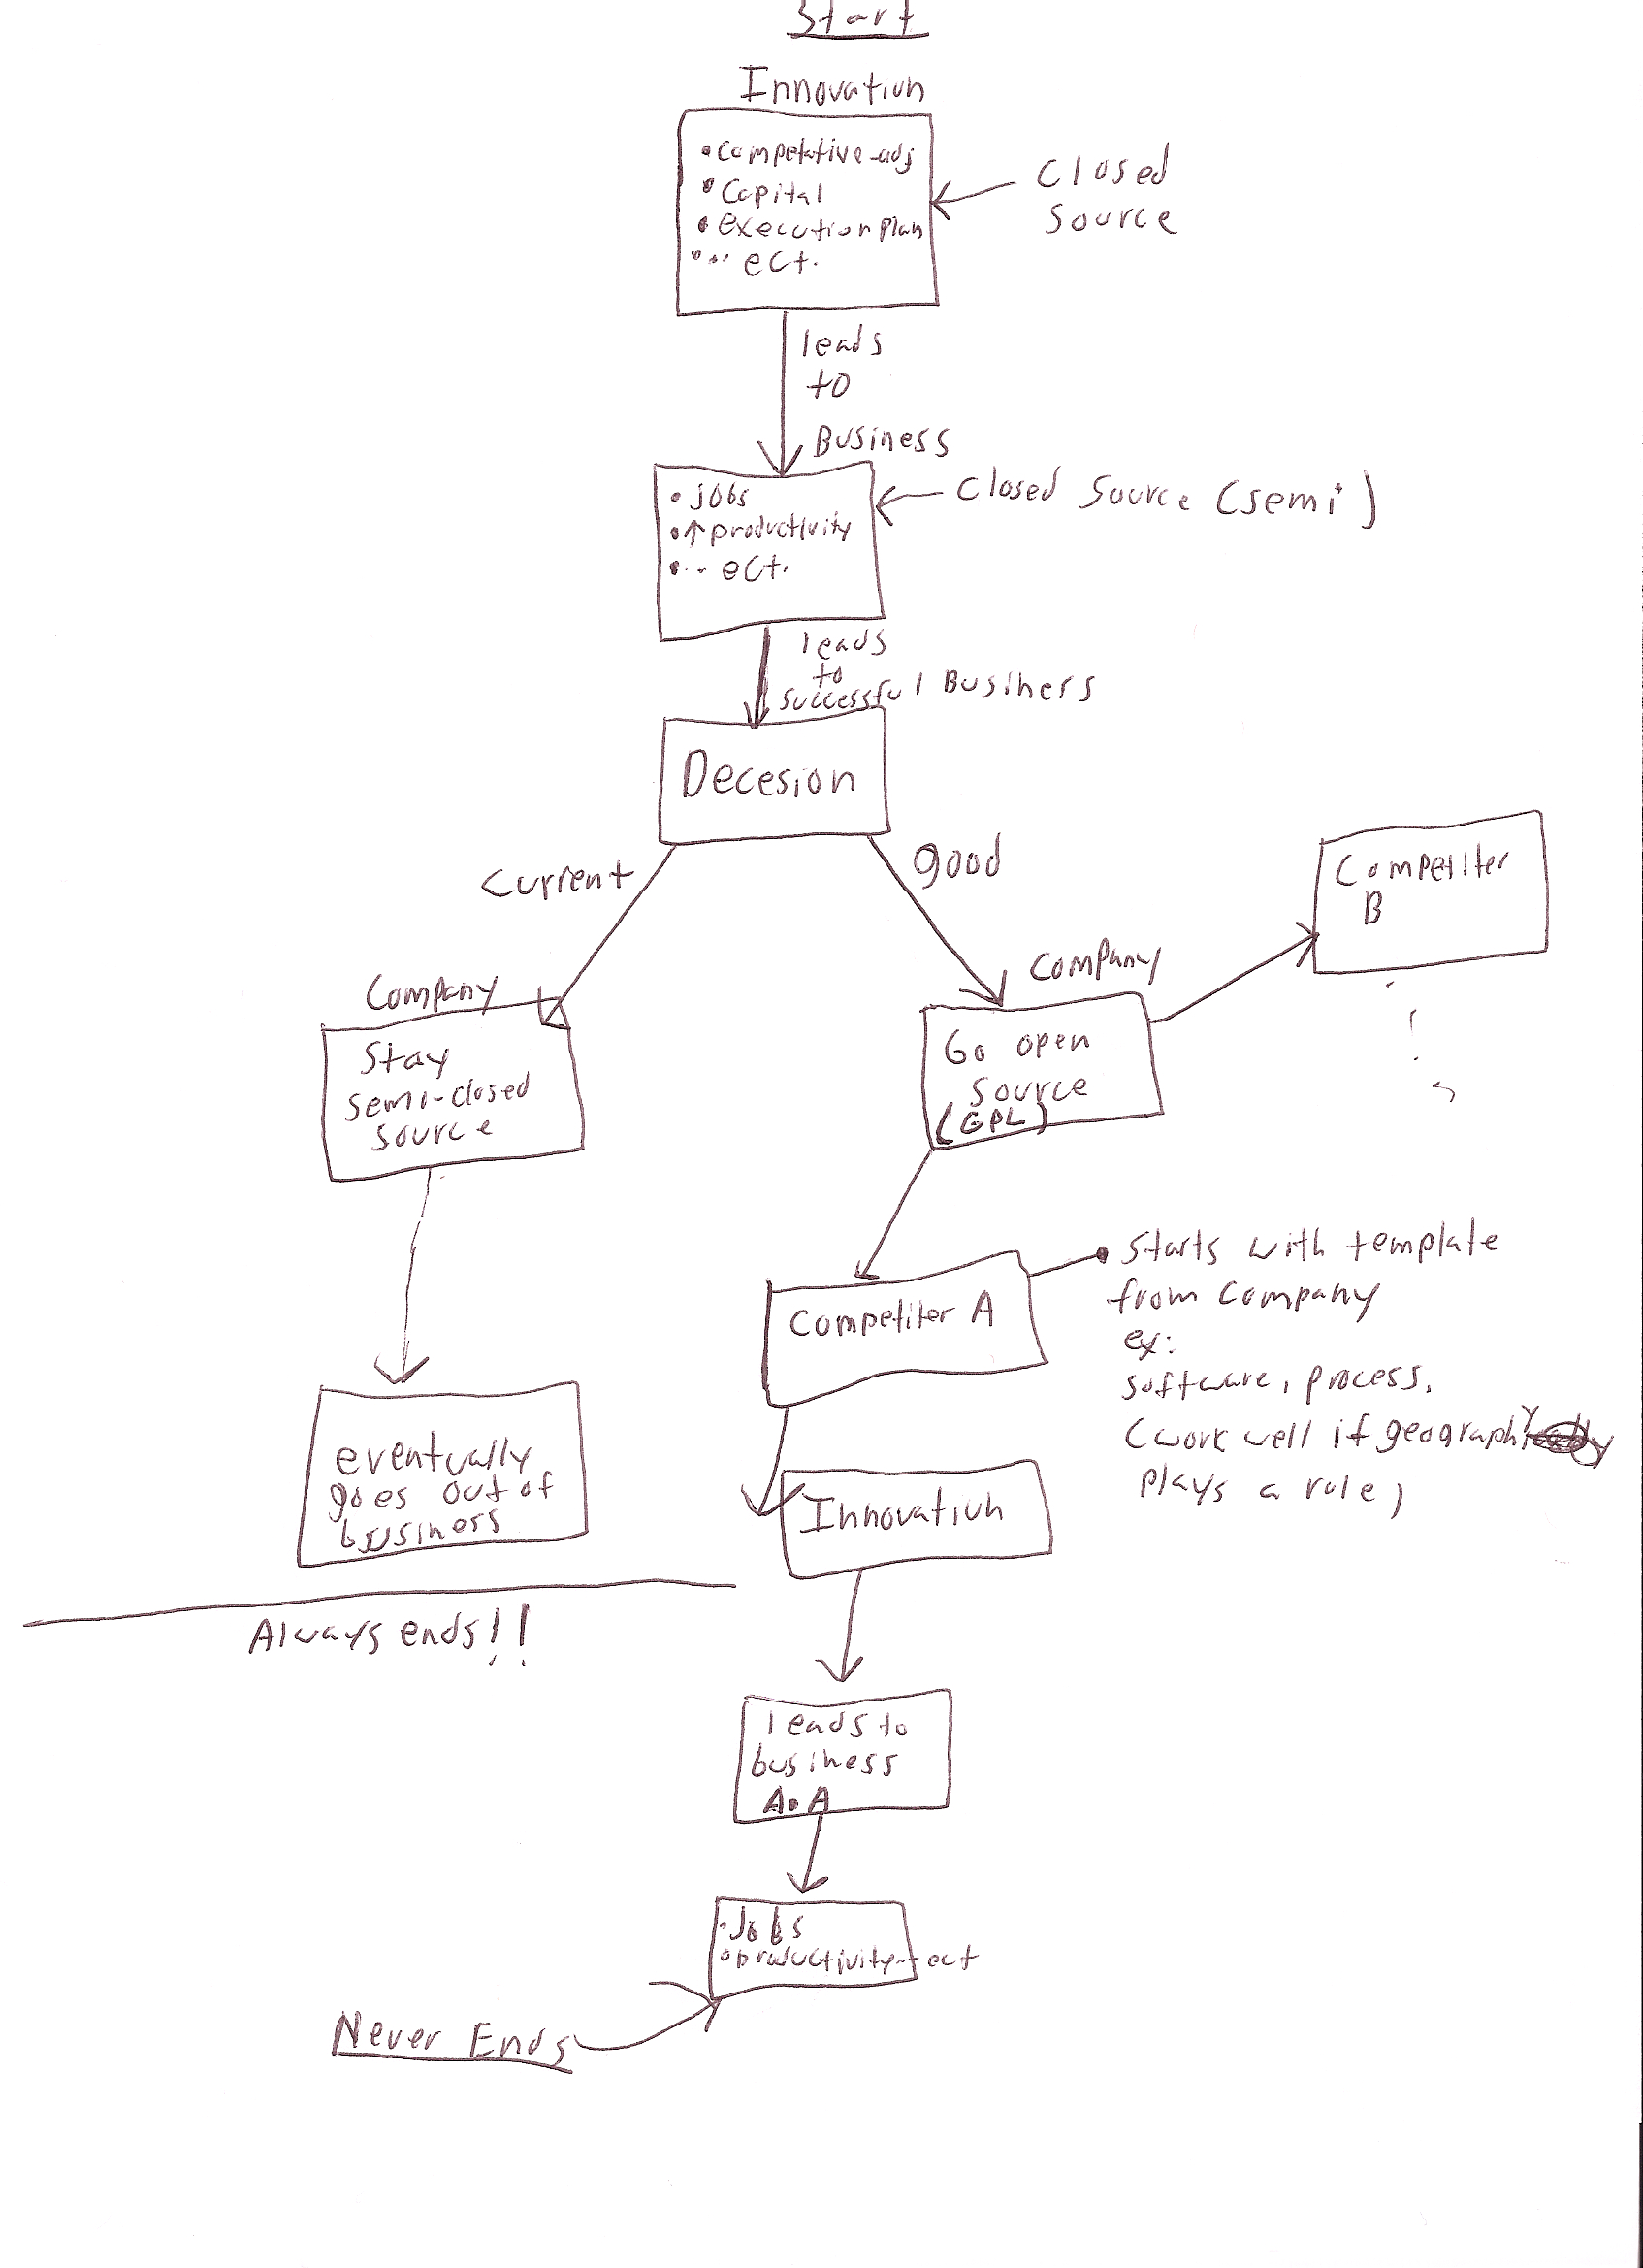 Start
Innovation
• competative adj
• Capital
• execution plan
• ... ect.
Closed
Source
leads
to
Business
• jobs
• ↑ productivity
• ... ect.
Closed Source (semi)
leads
to
successful Business
Decesion
current
good
Competiter
B
Company
Stay
semi-closed
source
Company
Go open
source
(GPL)
Competiter A
• Starts with template
from company
ex:
software, process,
(work well if geography
plays a role)
eventually
goes out of
business
Innovation
Always ends!!
leads to
business
A.A
• Jobs
• productivity - ect
Never Ends